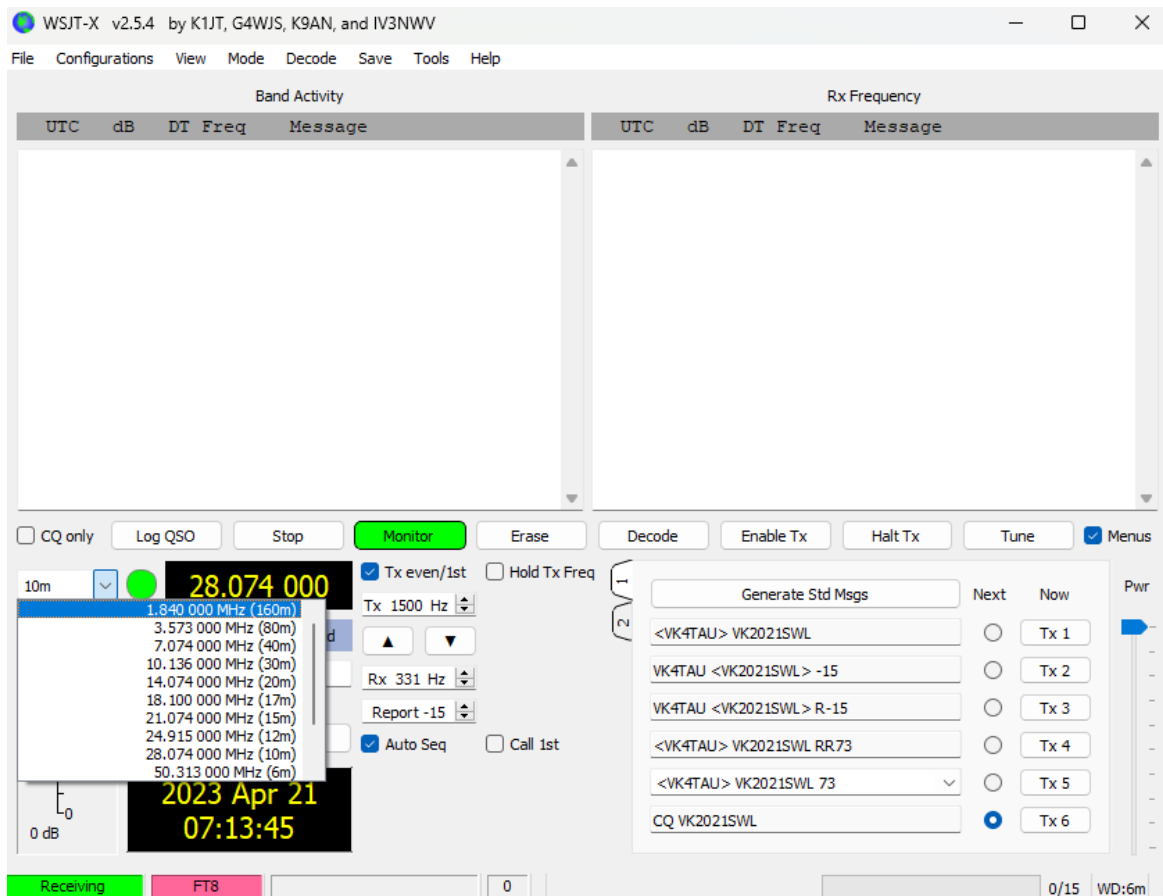 WSJT-X v2.5.4 by K1JT, G4WJS, K9AN, and IV3NWV
File Configurations View Mode Decode Save Tools Help
Band Activity
Rx Frequency
UTC dB DT Freq Message
UTC dB DT Freq Message
CQ only Log QSO Stop Monitor Erase Decode Enable Tx Halt Tx Tune Menus
10m
28.074 000
1.840 000 MHz (160m)
3.573 000 MHz (80m)
7.074 000 MHz (40m)
10.136 000 MHz (30m)
14.074 000 MHz (20m)
18.100 000 MHz (17m)
21.074 000 MHz (15m)
24.915 000 MHz (12m)
28.074 000 MHz (10m)
50.313 000 MHz (6m)
d
0
0 dB
2023 Apr 21
07:13:45
Tx even/1st Hold Tx Freq
Tx 1500 Hz
Rx 331 Hz
Report -15
Auto Seq Call 1st
1
2
Generate Std Msgs Next Now Pwr
<VK4TAU> VK2021SWL Tx 1
VK4TAU <VK2021SWL> -15 Tx 2
VK4TAU <VK2021SWL> R-15 Tx 3
<VK4TAU> VK2021SWL RR73 Tx 4
<VK4TAU> VK2021SWL 73 Tx 5
CQ VK2021SWL Tx 6
Receiving FT8 0 0/15 WD:6m